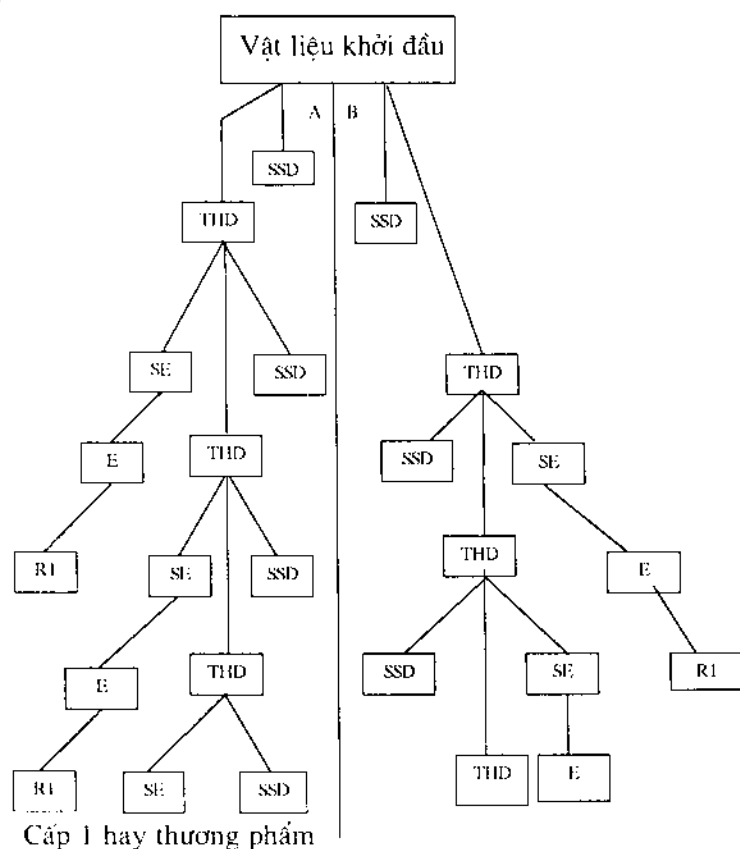 Vật liệu khởi đầu
A B
SSD
THD
SSD
SE
SSD
THD
E
THD
SSD
SE
R1
SE
SSD
THD
E
E
THD
SSD
SE
R1
R1
SE
SSD
THD
E
Cấp 1 hay thương phẩm